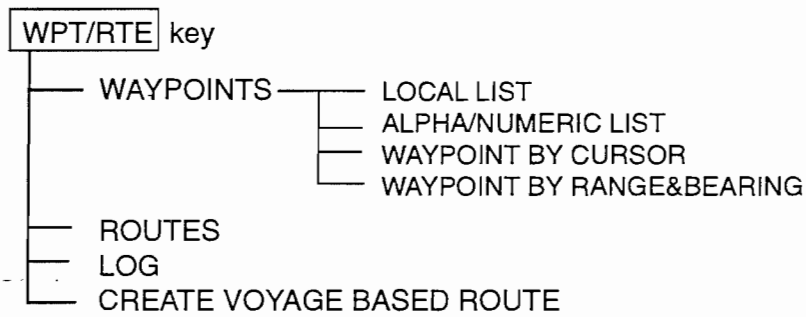 WPT/RTE key
WAYPOINTS LOCAL LIST
ALPHA/NUMERIC LIST
WAYPOINT BY CURSOR
WAYPOINT BY RANGE&BEARING
ROUTES
LOG
CREATE VOYAGE BASED ROUTE